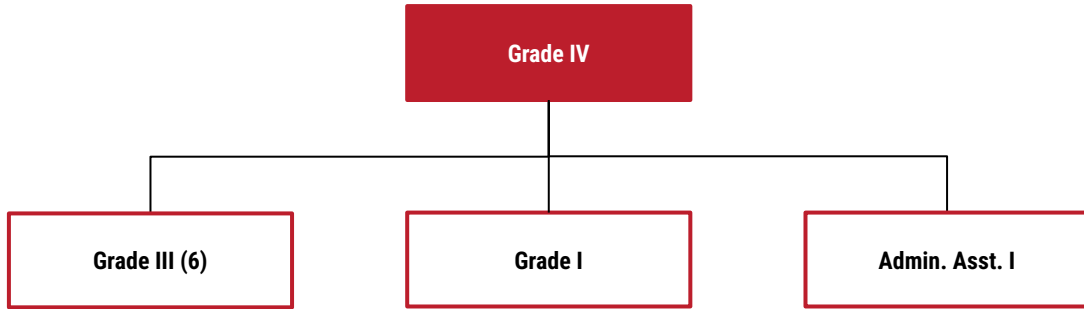 Grade IV
Grade III (6)
Grade I
Admin. Asst. I